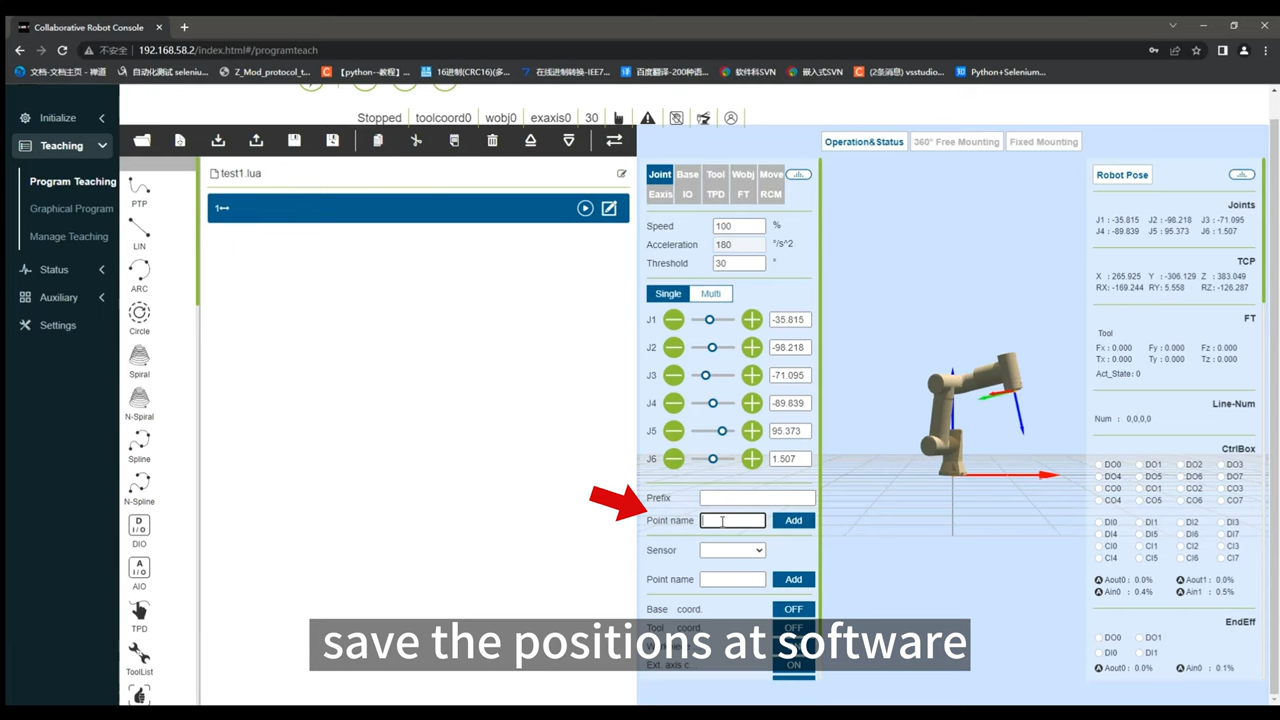 Collaborative Robot Console
不安全 192.168.58.2/index.html#/programteach
文档-文档主页 - 禅道 自动化测试 seleniu... Z_Mod_protocol_t... 【python--教程】... 16进制(CRC16)(多... 在线进制转换-IEE7... 百度翻译-200种语... 软件科SVN 嵌入式SVN (2条消息) vsstudio... Python+Selenium...
Initialize
Teaching
Program Teaching
Graphical Program
Manage Teaching
Status
Auxiliary
Settings
Stopped toolcoord0 wobj0 exaxis0 30
PTP
LIN
ARC
Circle
Spiral
N-Spiral
Spline
N-Spline
D
I/O
DIO
A
I/O
AIO
TPD
ToolList
test1.lua
1
Operation&Status 360° Free Mounting Fixed Mounting
Joint Base Tool Wobj Move
Eaxis IO TPD FT RCM
Speed 100 %
Acceleration 180 °/s^2
Threshold 30 °
Single Multi
J1 -35.815
J2 -98.218
J3 -71.095
J4 -89.839
J5 95.373
J6 1.507
Prefix
Point name Add
Sensor
Point name Add
Base coord. OFF
Tool coord. OFF
Ext. axis c... ON
Robot Pose
Joints
J1 : -35.815 J2 : -98.218 J3 : -71.095
J4 : -89.839 J5 : 95.373 J6 : 1.507
TCP
X : 265.925 Y : -306.129 Z : 383.049
RX: -169.244 RY: 5.558 RZ: -126.287
FT
Tool
Fx : 0.000 Fy : 0.000 Fz : 0.000
Tx : 0.000 Ty : 0.000 Tz : 0.000
Act_State: 0
Line-Num
Num : 0,0,0,0
CtrlBox
DO0 DO1 DO2 DO3
DO4 DO5 DO6 DO7
CO0 CO1 CO2 CO3
CO4 CO5 CO6 CO7
DI0 DI1 DI2 DI3
DI4 DI5 DI6 DI7
CI0 CI1 CI2 CI3
CI4 CI5 CI6 CI7
Aout0 : 0.0% Aout1 : 0.0%
Ain0 : 0.4% Ain1 : 0.5%
EndEff
DO0 DO1
DI0 DI1
Aout0 : 0.0% Ain0 : 0.1%
save the positions at software